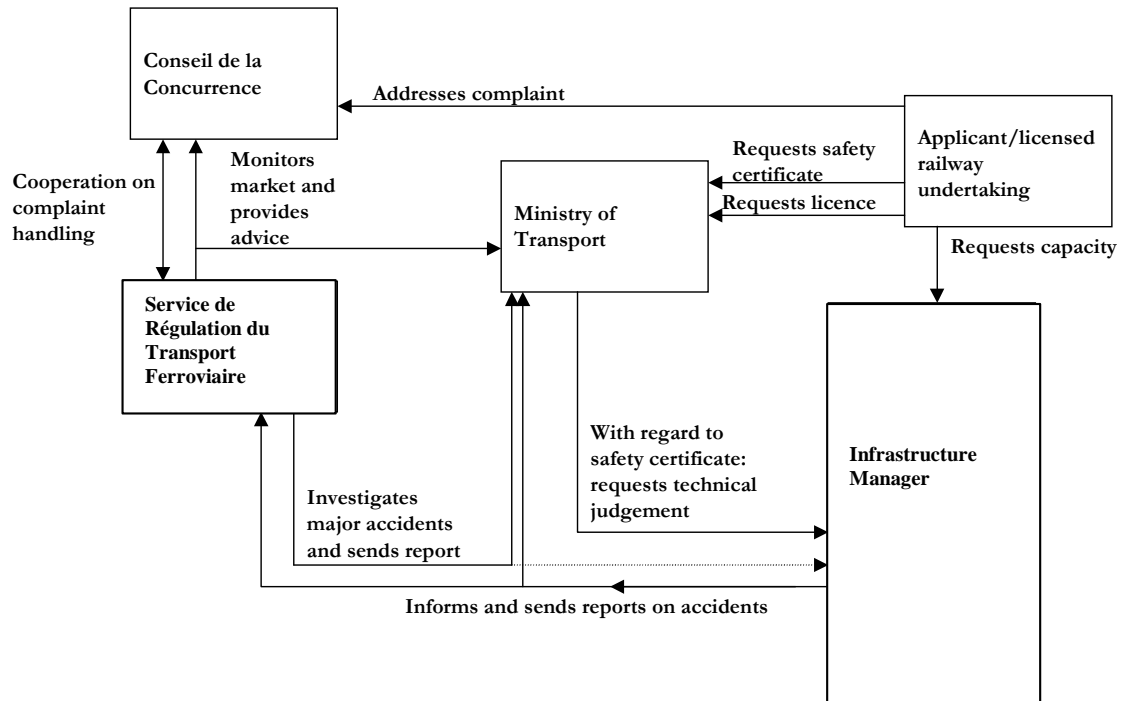 Conseil de la
Concurrence
Addresses complaint
Applicant/licensed
railway
undertaking
Requests safety
certificate
Requests licence
Monitors
market and
provides
advice
Cooperation on
complaint
handling
Ministry of
Transport
Requests capacity
Service de
Régulation du
Transport
Ferroviaire
With regard to
safety certificate:
requests technical
judgement
Infrastructure
Manager
Investigates
major accidents
and sends report
Informs and sends reports on accidents